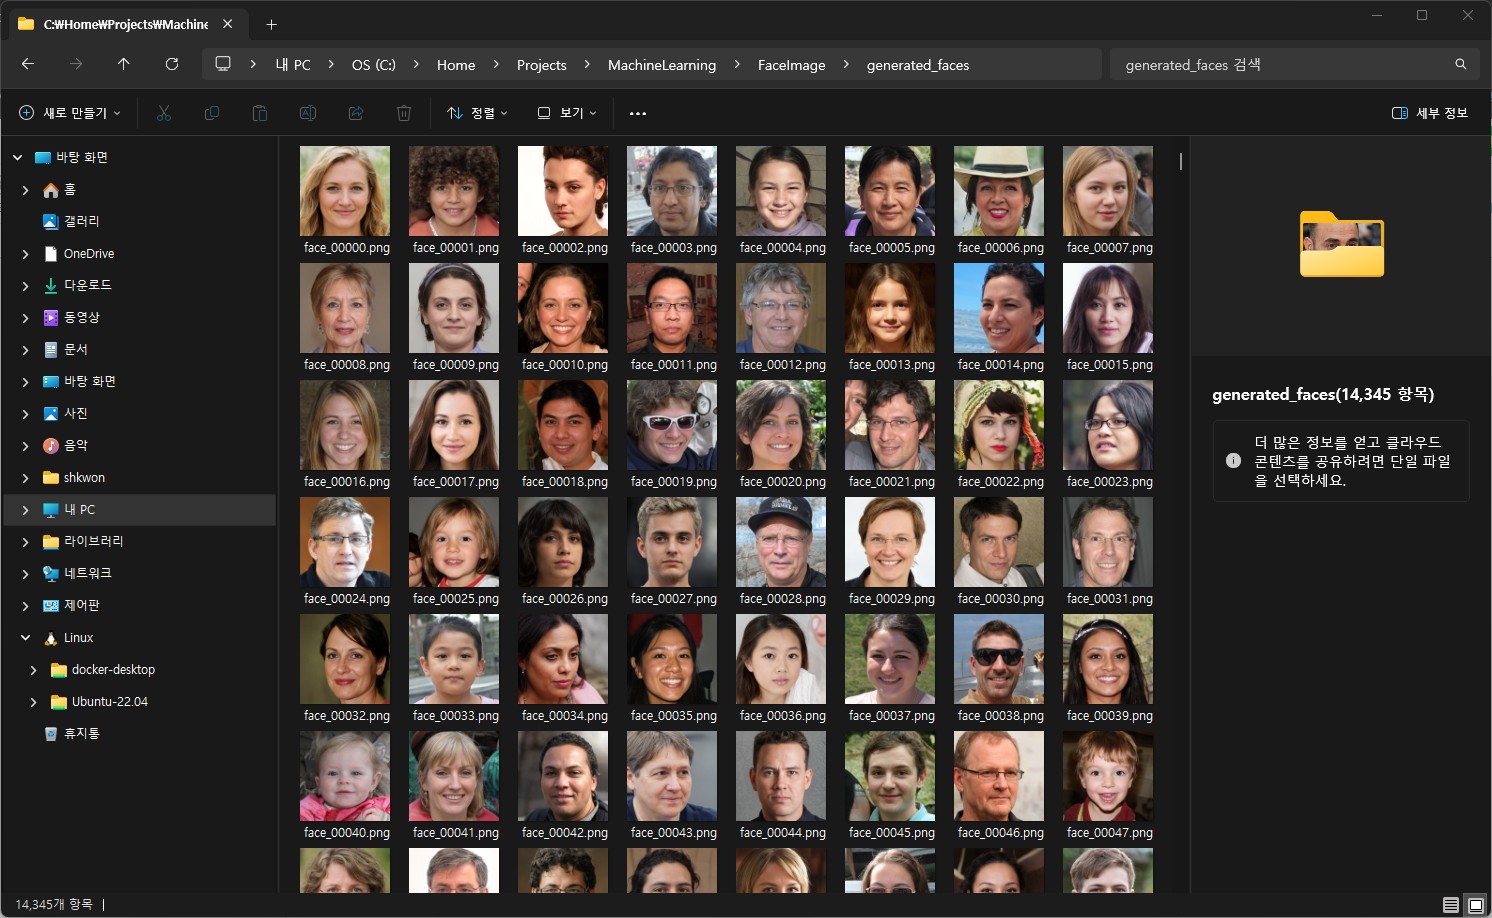 C:₩Home₩Projects₩Machine
내 PC > OS (C:) > Home > Projects > MachineLearning > FaceImage > generated_faces
generated_faces 검색
새로 만들기
정렬
보기
세부 정보
바탕 화면
홈
갤러리
OneDrive
다운로드
동영상
문서
바탕 화면
사진
음악
shkwon
내 PC
라이브러리
네트워크
제어판
Linux
docker-desktop
Ubuntu-22.04
휴지통
face_00000.png face_00001.png face_00002.png face_00003.png face_00004.png face_00005.png face_00006.png face_00007.png
face_00008.png face_00009.png face_00010.png face_00011.png face_00012.png face_00013.png face_00014.png face_00015.png
face_00016.png face_00017.png face_00018.png face_00019.png face_00020.png face_00021.png face_00022.png face_00023.png
face_00024.png face_00025.png face_00026.png face_00027.png face_00028.png face_00029.png face_00030.png face_00031.png
face_00032.png face_00033.png face_00034.png face_00035.png face_00036.png face_00037.png face_00038.png face_00039.png
face_00040.png face_00041.png face_00042.png face_00043.png face_00044.png face_00045.png face_00046.png face_00047.png
generated_faces(14,345 항목)
더 많은 정보를 얻고 클라우드
콘텐츠를 공유하려면 단일 파일
을 선택하세요.
14,345개 항목